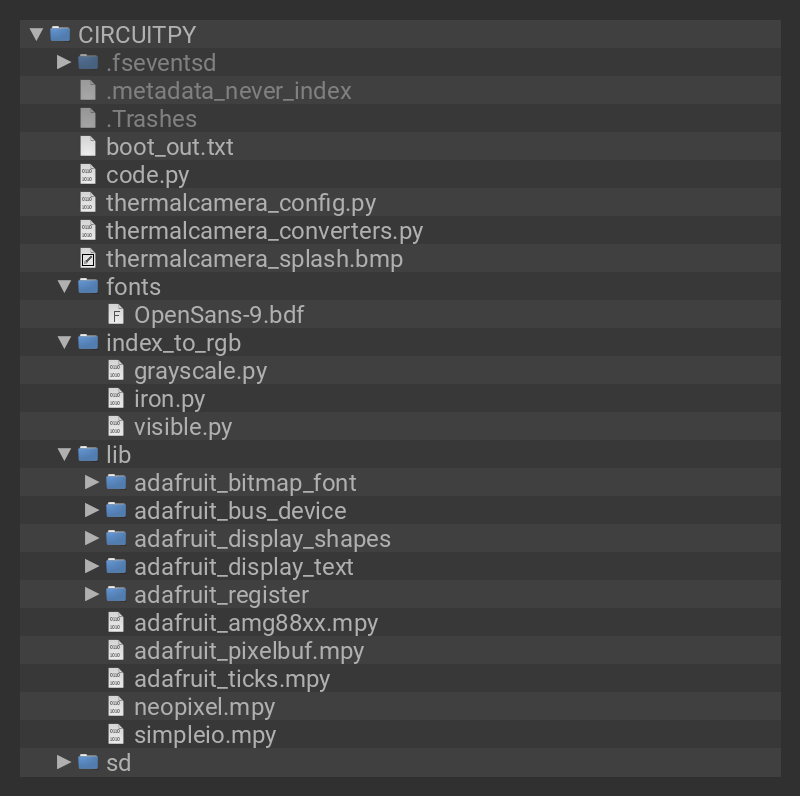 CIRCUITPY
.fseventsd
.metadata_never_index
.Trashes
boot_out.txt
code.py
thermalcamera_config.py
thermalcamera_converters.py
thermalcamera_splash.bmp
fonts
OpenSans-9.bdf
index_to_rgb
grayscale.py
iron.py
visible.py
lib
adafruit_bitmap_font
adafruit_bus_device
adafruit_display_shapes
adafruit_display_text
adafruit_register
adafruit_amg88xx.mpy
adafruit_pixelbuf.mpy
adafruit_ticks.mpy
neopixel.mpy
simpleio.mpy
sd